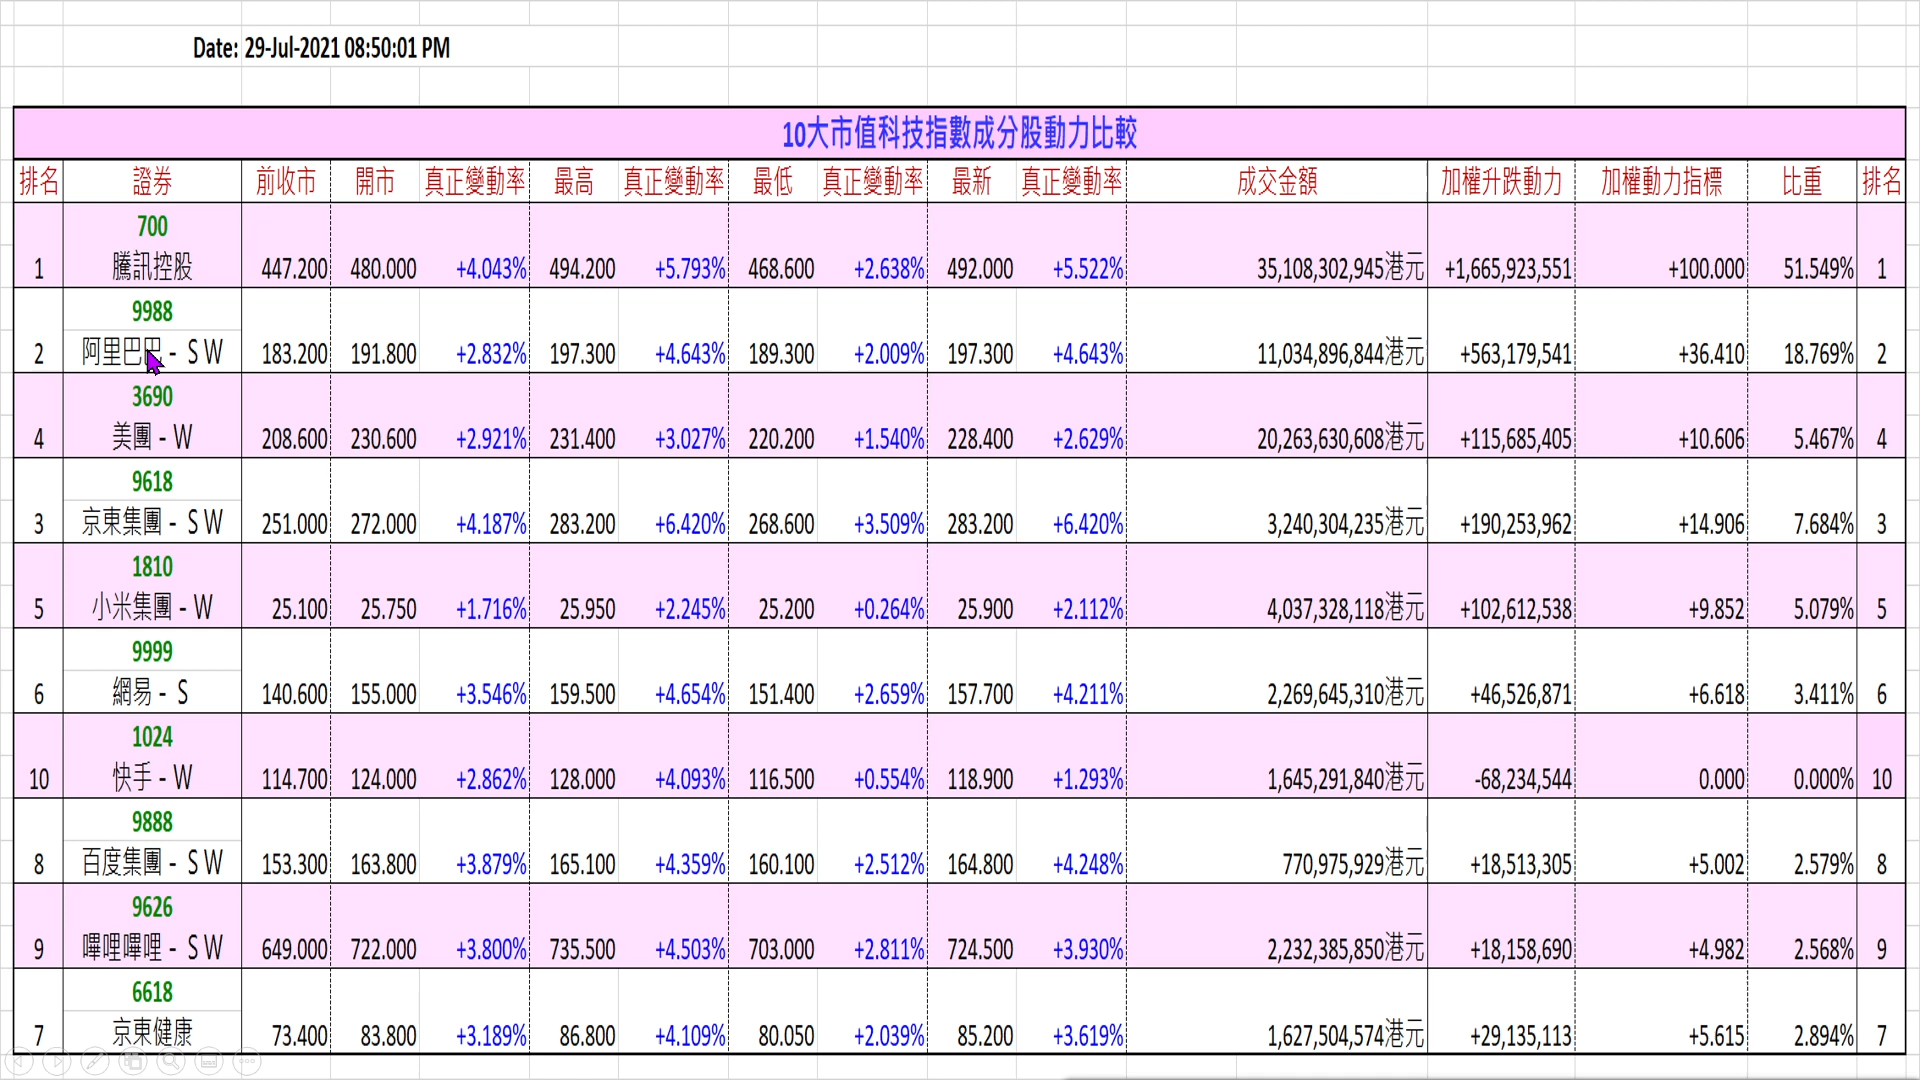 Date: 29-Jul-2021 08:50:01 PM
10大市值科技指數成分股動力比較
排名 證券 前收市 開市 真正變動率 最高 真正變動率 最低 真正變動率 最新 真正變動率 成交金額 加權升跌動力 加權動力指標 比重 排名
700
1 騰訊控股 447.200 480.000 +4.043% 494.200 +5.793% 468.600 +2.638% 492.000 +5.522% 35,108,302,945港元 +1,665,923,551 +100.000 51.549% 1
9988
2 阿里巴巴 - S W 183.200 191.800 +2.832% 197.300 +4.643% 189.300 +2.009% 197.300 +4.643% 11,034,896,844港元 +563,179,541 +36.410 18.769% 2
3690
4 美團 - W 208.600 230.600 +2.921% 231.400 +3.027% 220.200 +1.540% 228.400 +2.629% 20,263,630,608港元 +115,685,405 +10.606 5.467% 4
9618
3 京東集團 - S W 251.000 272.000 +4.187% 283.200 +6.420% 268.600 +3.509% 283.200 +6.420% 3,240,304,235港元 +190,253,962 +14.906 7.684% 3
1810
5 小米集團 - W 25.100 25.750 +1.716% 25.950 +2.245% 25.200 +0.264% 25.900 +2.112% 4,037,328,118港元 +102,612,538 +9.852 5.079% 5
9999
6 網易 - S 140.600 155.000 +3.546% 159.500 +4.654% 151.400 +2.659% 157.700 +4.211% 2,269,645,310港元 +46,526,871 +6.618 3.411% 6
1024
10 快手 - W 114.700 124.000 +2.862% 128.000 +4.093% 116.500 +0.554% 118.900 +1.293% 1,645,291,840港元 -68,234,544 0.000 0.000% 10
9888
8 百度集團 - S W 153.300 163.800 +3.879% 165.100 +4.359% 160.100 +2.512% 164.800 +4.248% 770,975,929港元 +18,513,305 +5.002 2.579% 8
9626
9 嗶哩嗶哩 - S W 649.000 722.000 +3.800% 735.500 +4.503% 703.000 +2.811% 724.500 +3.930% 2,232,385,850港元 +18,158,690 +4.982 2.568% 9
6618
7 京東健康 73.400 83.800 +3.189% 86.800 +4.109% 80.050 +2.039% 85.200 +3.619% 1,627,504,574港元 +29,135,113 +5.615 2.894% 7